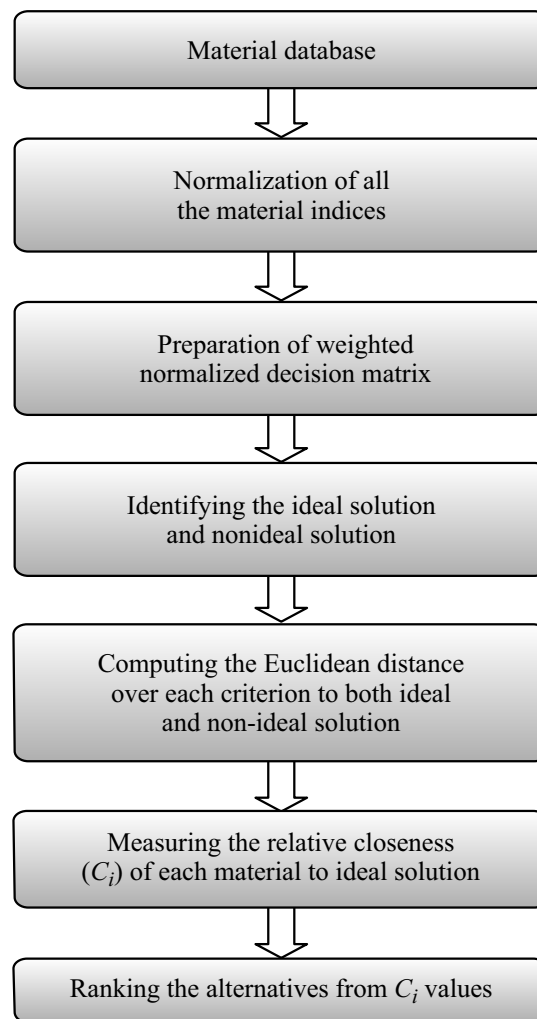 Material database
Normalization of all
the material indices
Preparation of weighted
normalized decision matrix
Identifying the ideal solution
and nonideal solution
Computing the Euclidean distance
over each criterion to both ideal
and non-ideal solution
Measuring the relative closeness
(Cᵢ) of each material to ideal solution
Ranking the alternatives from Cᵢ values